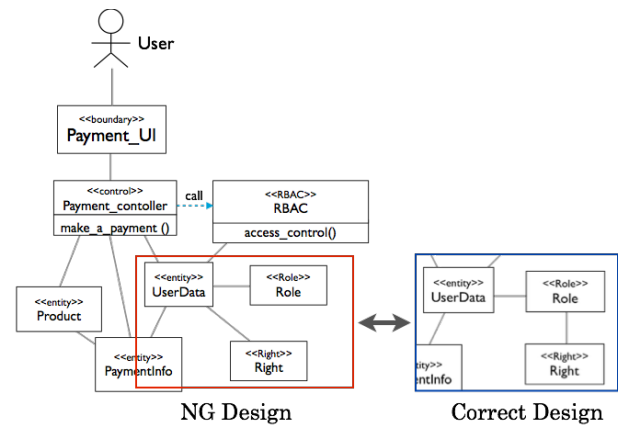 User
<<boundary>>
Payment_UI
<<control>>
Payment_contoller
make_a_payment ()
call
<<RBAC>>
RBAC
access_control()
<<entity>>
UserData
<<Role>>
Role
<<entity>>
Product
<<entity>>
PaymentInfo
<<Right>>
Right
NG Design
<<entity>>
UserData
<<Role>>
Role
entity>>
entInfo
<<Right>>
Right
Correct Design